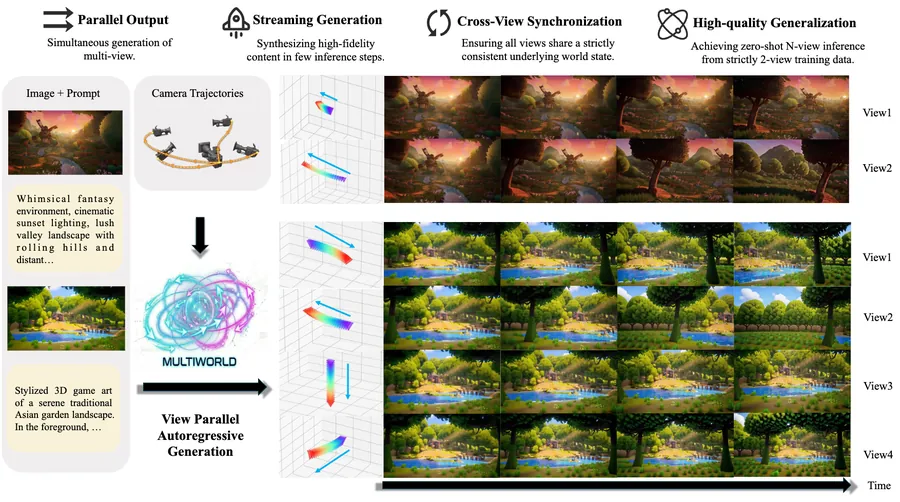 Parallel Output
Simultaneous generation of
multi-view.
Streaming Generation
Synthesizing high-fidelity
content in few inference steps.
Cross-View Synchronization
Ensuring all views share a strictly
consistent underlying world state.
High-quality Generalization
Achieving zero-shot N-view inference
from strictly 2-view training data.
Image + Prompt
Whimsical fantasy
environment, cinematic
sunset lighting, lush
valley landscape with
rolling hills and
distant…
Stylized 3D game art
of a serene traditional
Asian garden landscape.
In the foreground, …
Camera Trajectories
MULTIWORLD
View Parallel
Autoregressive
Generation
View1
View2
View1
View2
View3
View4
Time